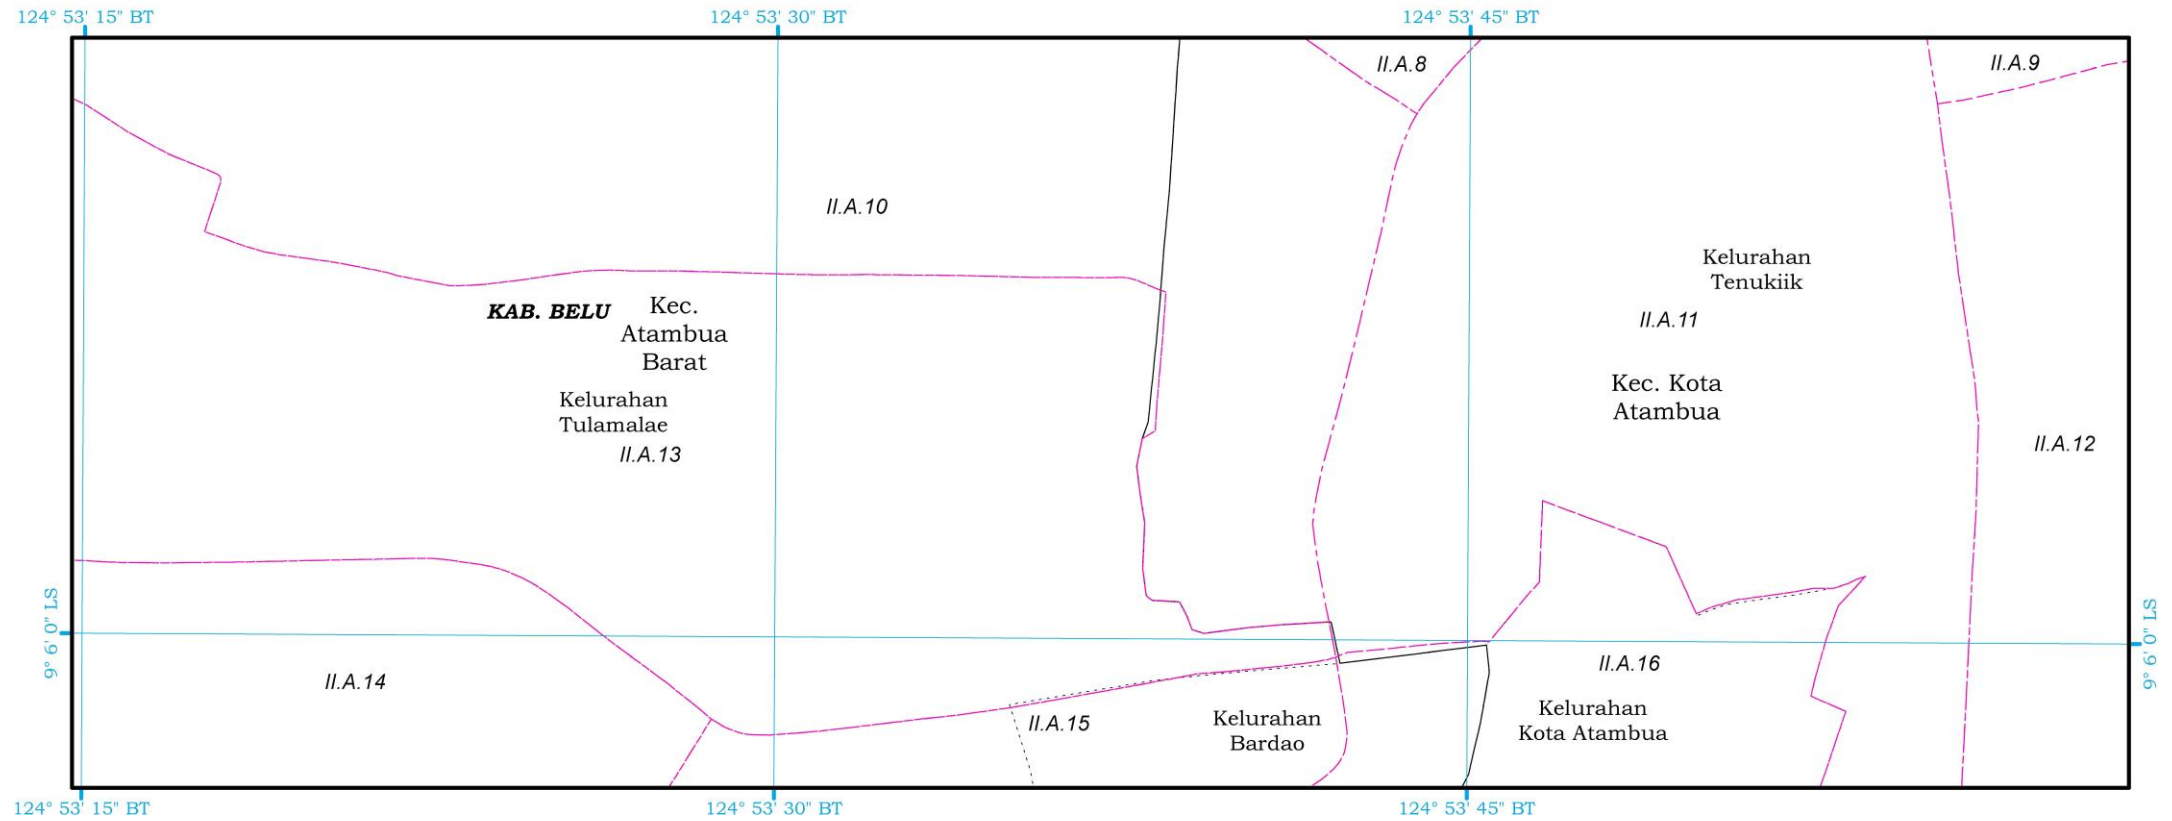 124° 53' 15" BT
124° 53' 30" BT
124° 53' 45" BT
II.A.8
II.A.9
II.A.10
Kelurahan
Tenukiik
II.A.11
KAB. BELU
Kec.
Atambua
Barat
Kec. Kota
Atambua
Kelurahan
Tulamalae
II.A.13
II.A.12
9° 6' 0" LS
9° 6' 0" LS
II.A.14
II.A.15
Kelurahan
Bardao
II.A.16
Kelurahan
Kota Atambua
124° 53' 15" BT
124° 53' 30" BT
124° 53' 45" BT